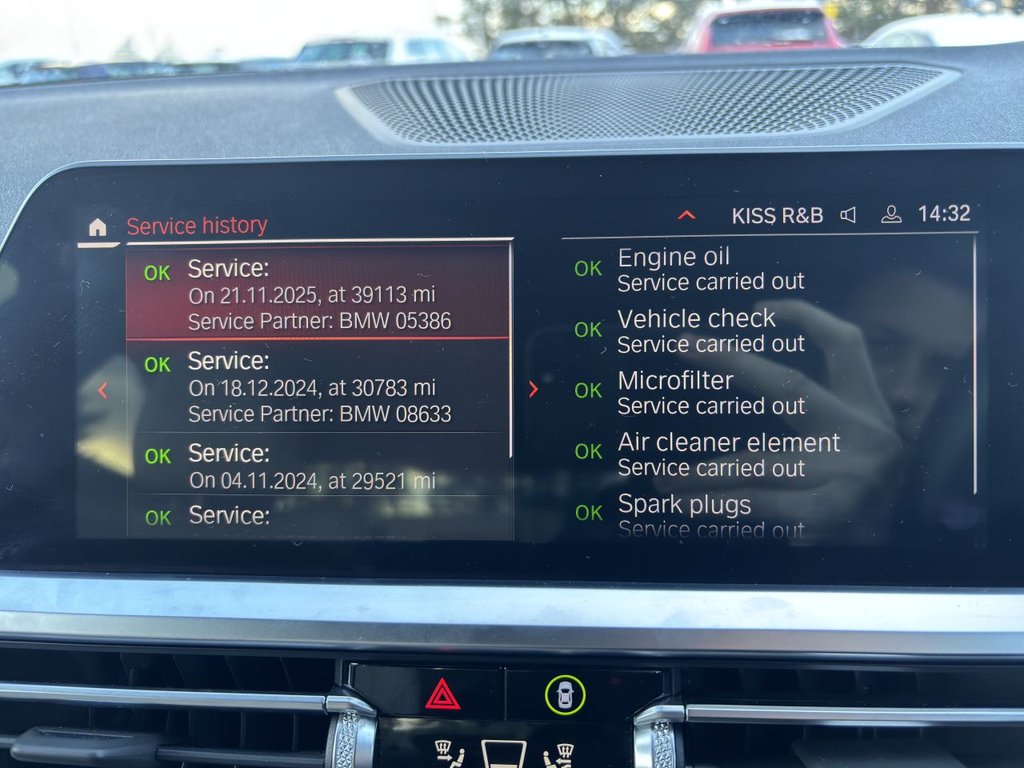 Service history
KISS R&B 14:32
OK Service:
On 21.11.2025, at 39113 mi
Service Partner: BMW 05386
OK Service:
On 18.12.2024, at 30783 mi
Service Partner: BMW 08633
OK Service:
On 04.11.2024, at 29521 mi
OK Service:
OK Engine oil
Service carried out
OK Vehicle check
Service carried out
OK Microfilter
Service carried out
OK Air cleaner element
Service carried out
OK Spark plugs
Service carried out